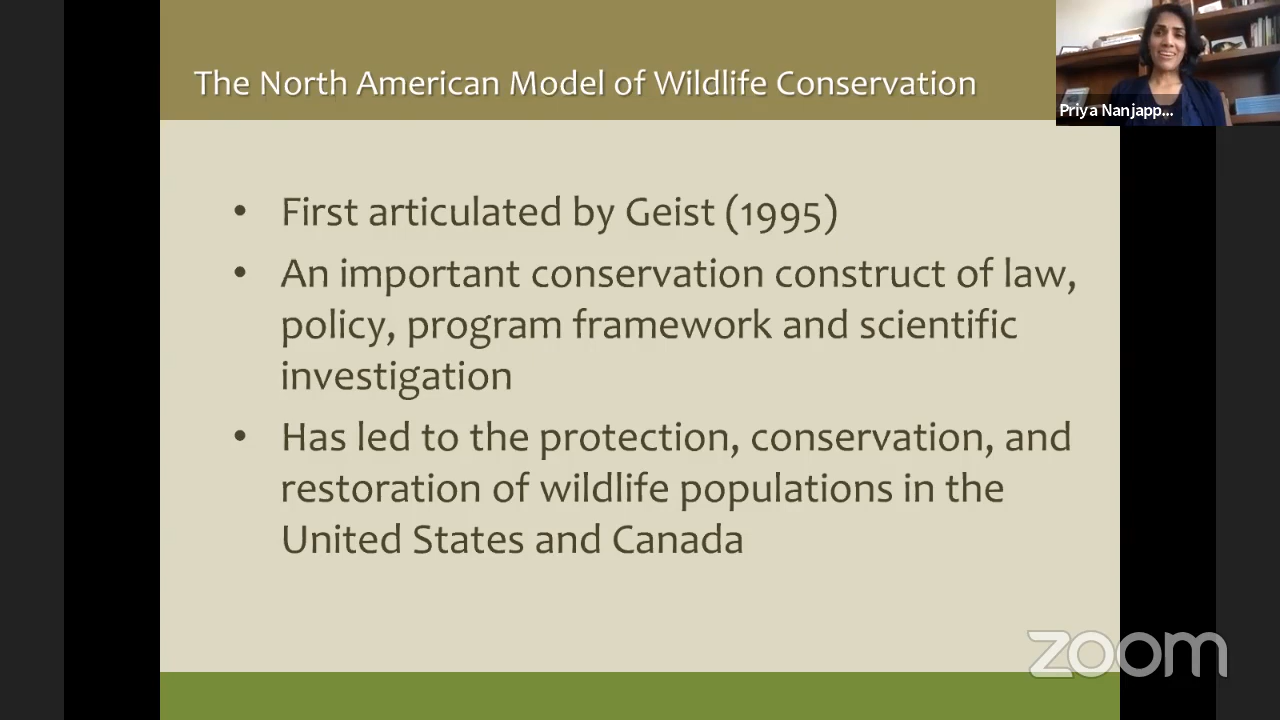 The North American Model of Wildlife Conservation
Priya Nanjapp...
• First articulated by Geist (1995)
• An important conservation construct of law,
policy, program framework and scientific
investigation
• Has led to the protection, conservation, and
restoration of wildlife populations in the
United States and Canada
zoom